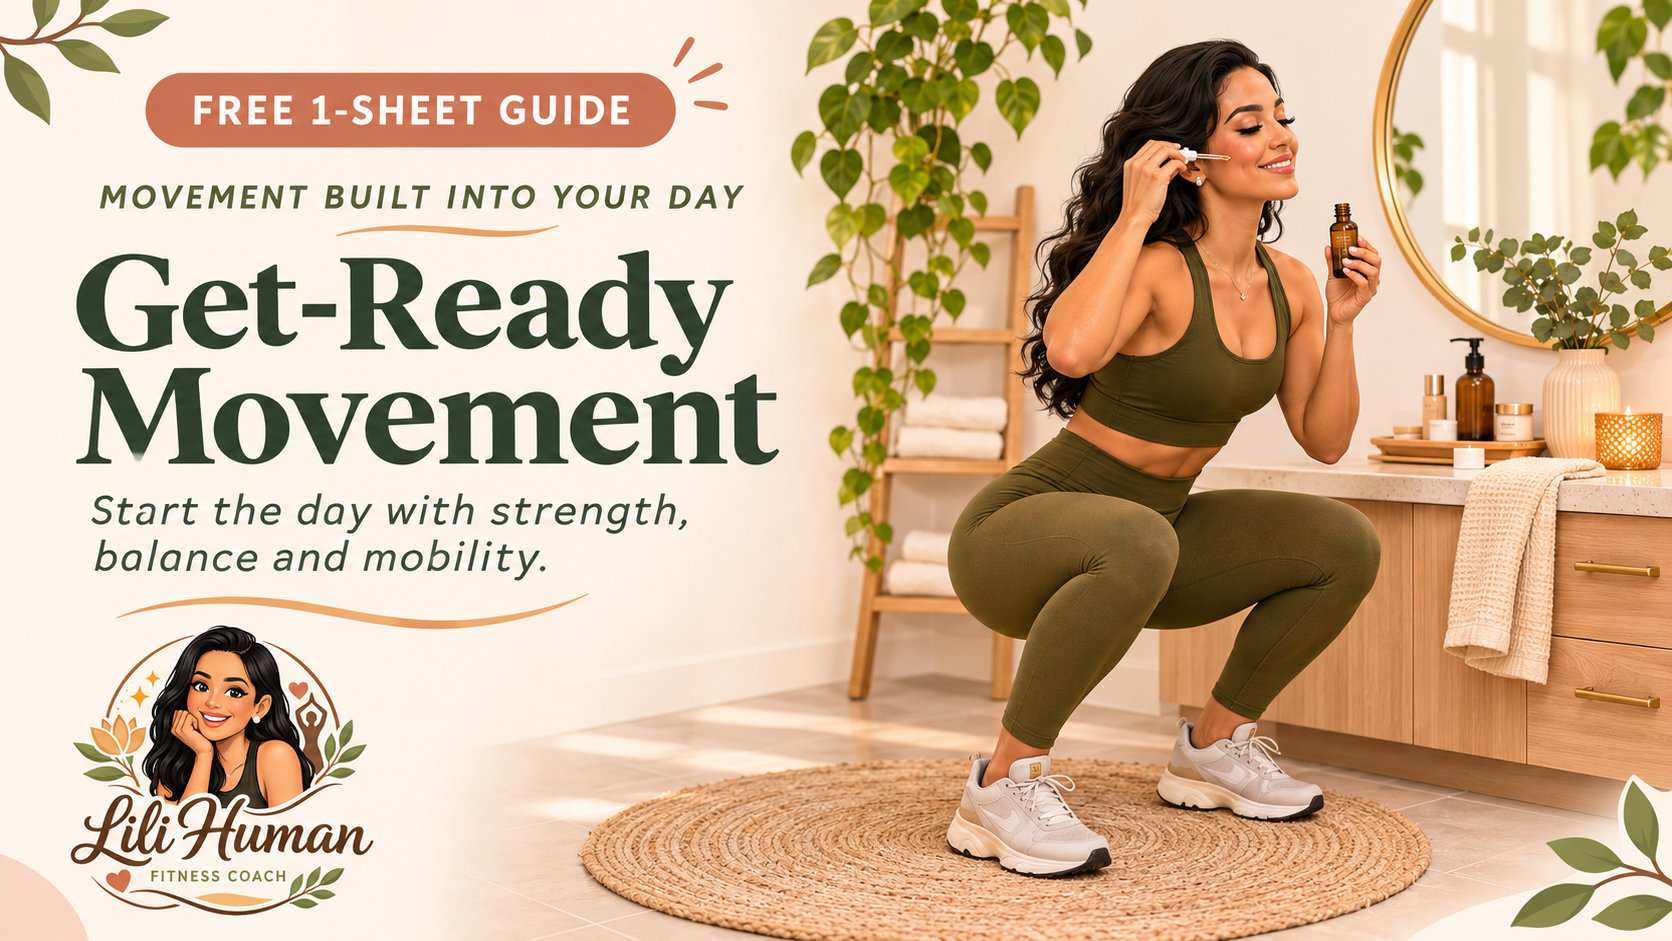 FREE 1-SHEET GUIDE
MOVEMENT BUILT INTO YOUR DAY
Get-Ready
Movement
Start the day with strength,
balance and mobility.
Lili Human
FITNESS COACH